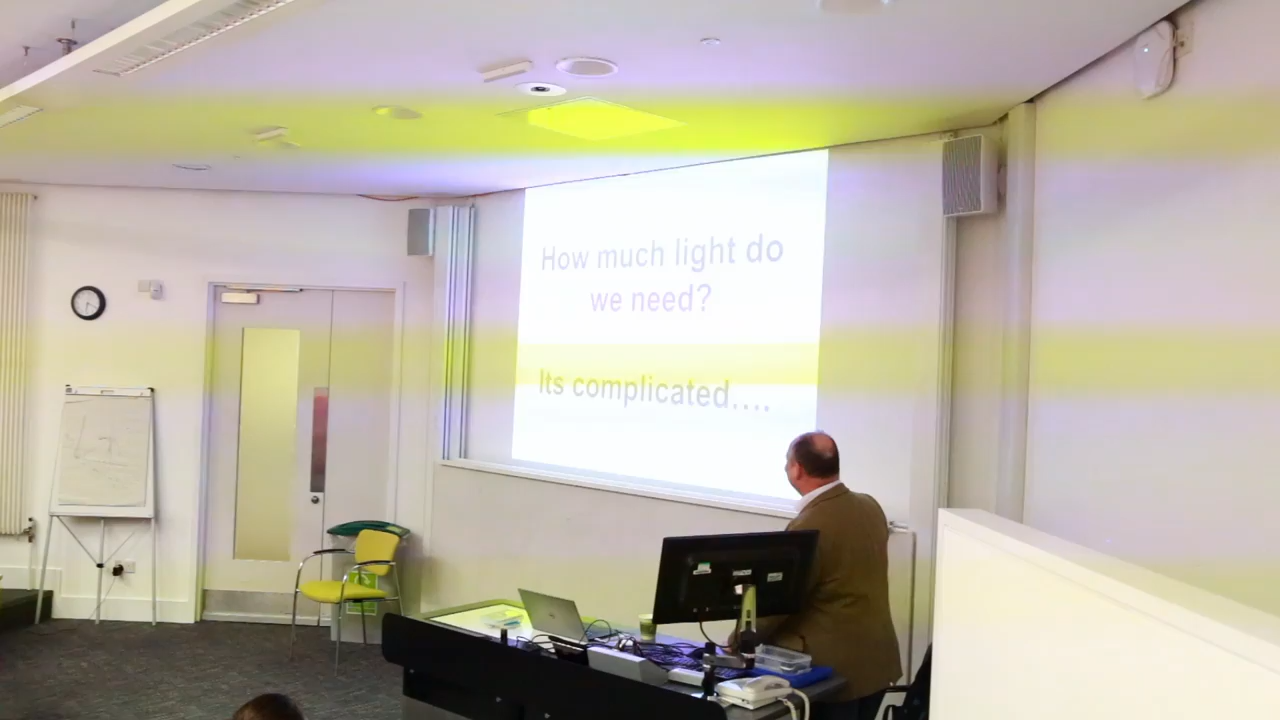 How much light do
we need?
Its complicated....